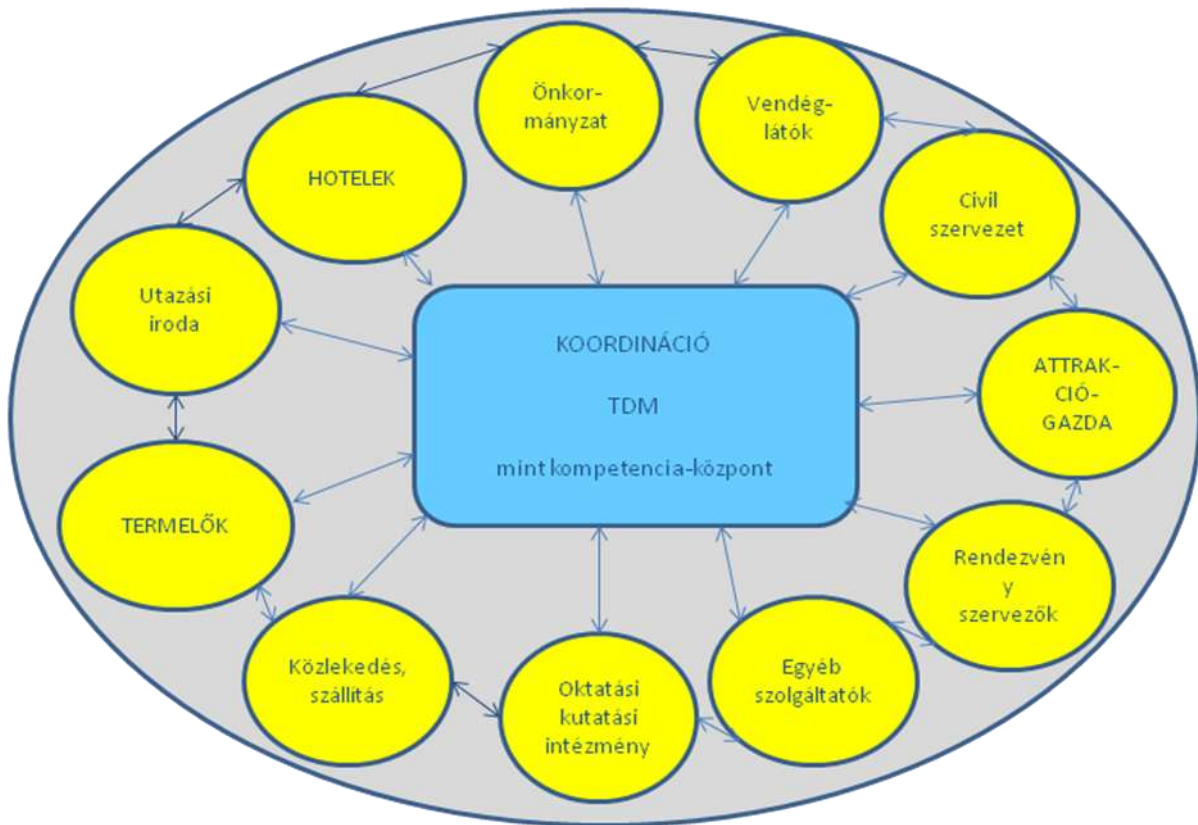 Önkor-
mányzat
Vendég-
látók
HOTELEK
Civil
szervezet
Utazási
iroda
KOORDINÁCIÓ
TDM
mint kompetencia-központ
ATTRAK-
CIÓ-
GAZDA
TERMELŐK
Rendezvén
y
szervezők
Közlekedés,
szállítás
Oktatási
kutatási
intézmény
Egyéb
szolgáltatók